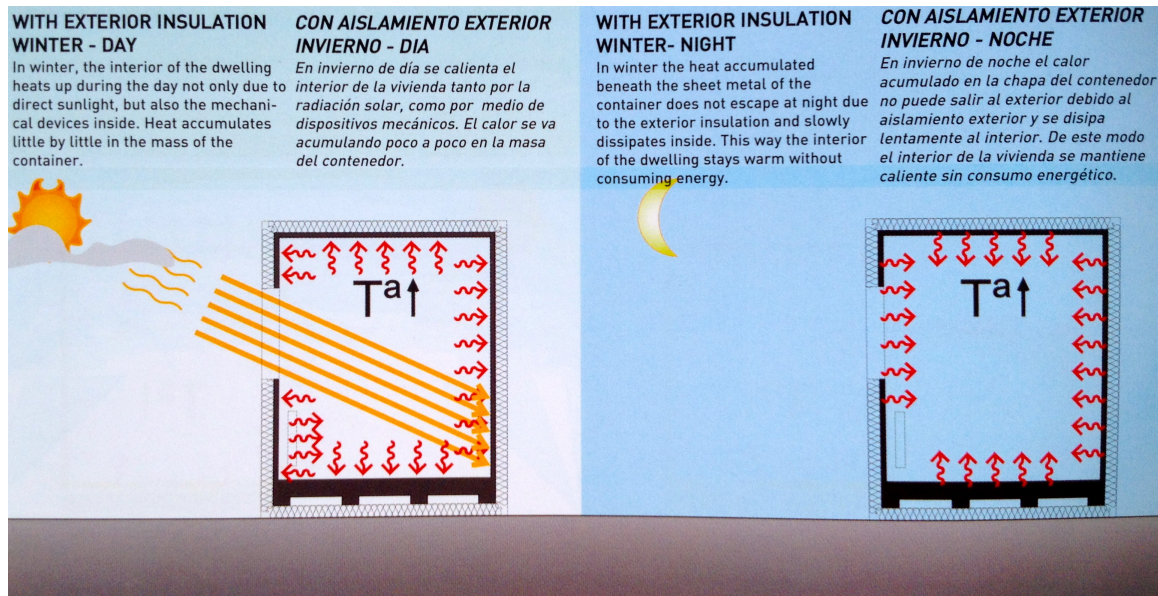 WITH EXTERIOR INSULATION
WINTER - DAY
In winter, the interior of the dwelling
heats up during the day not only due to
direct sunlight, but also the mechani-
cal devices inside. Heat accumulates
little by little in the mass of the
container.
CON AISLAMIENTO EXTERIOR
INVIERNO - DIA
En invierno de día se calienta el
interior de la vivienda tanto por la
radiación solar, como por medio de
dispositivos mecánicos. El calor se va
acumulando poco a poco en la masa
del contenedor.
Tª
WITH EXTERIOR INSULATION
WINTER- NIGHT
In winter the heat accumulated
beneath the sheet metal of the
container does not escape at night due
to the exterior insulation and slowly
dissipates inside. This way the interior
of the dwelling stays warm without
consuming energy.
CON AISLAMIENTO EXTERIOR
INVIERNO - NOCHE
En invierno de noche el calor
acumulado en la chapa del contenedor
no puede salir al exterior debido al
aislamiento exterior y se disipa
lentamente al interior. De este modo
el interior de la vivienda se mantiene
caliente sin consumo energético.
Tª